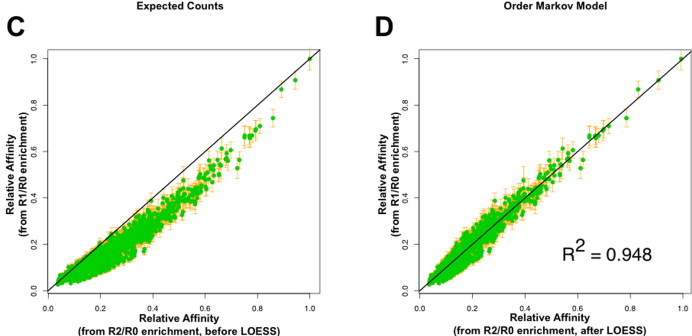 Expected Counts
C
1.0
0.8
0.6
0.4
0.2
0.0
Relative Affinity
(from R1/R0 enrichment)
0.0 0.2 0.4 0.6 0.8 1.0
Relative Affinity
(from R2/R0 enrichment, before LOESS)
Order Markov Model
D
1.0
0.8
0.6
0.4
0.2
0.0
Relative Affinity
(from R1/R0 enrichment)
R2 = 0.948
0.0 0.2 0.4 0.6 0.8 1.0
Relative Affinity
(from R2/R0 enrichment, after LOESS)